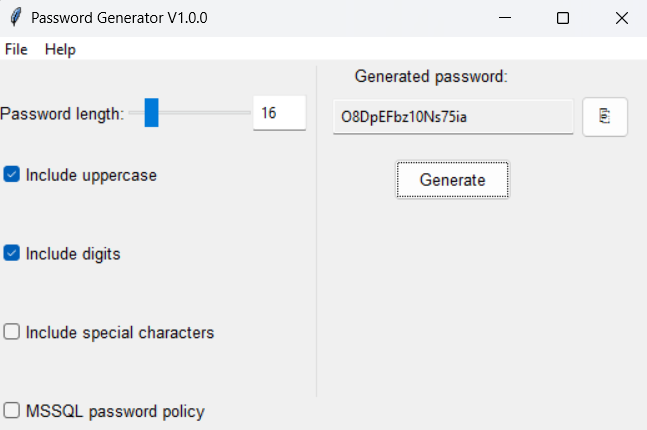 Password Generator V1.0.0
File Help
Password length: 16
Include uppercase
Include digits
Include special characters
MSSQL password policy
Generated password:
O8DpEFbz10Ns75ia
Generate